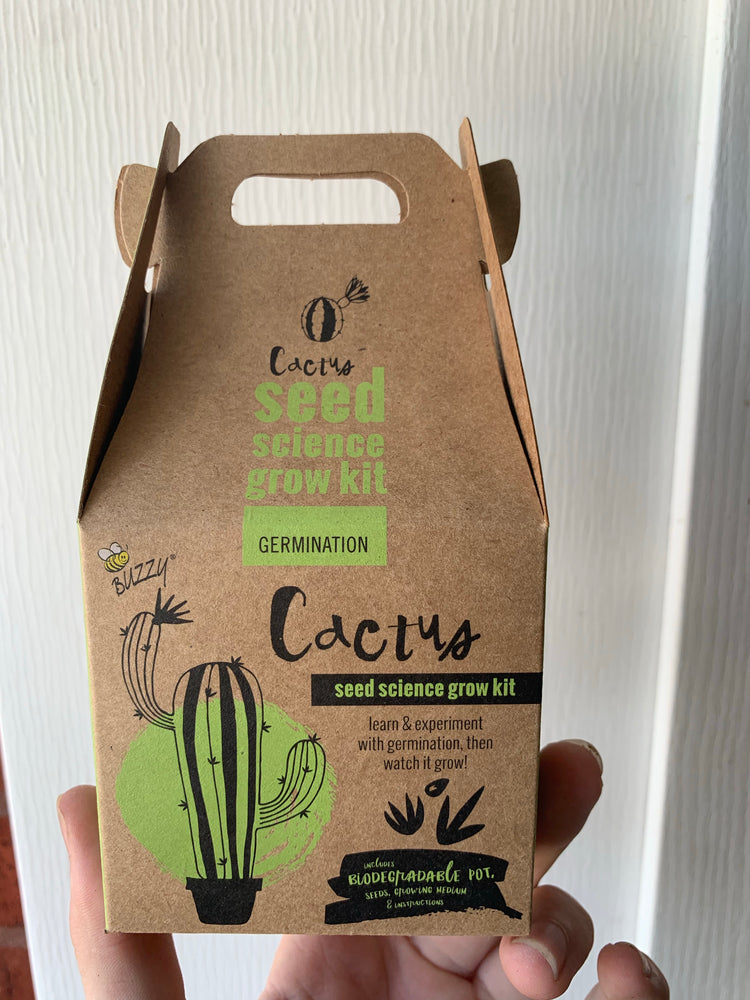 Cactus
seed
science
grow kit
GERMINATION
BUZZY®
Cactus
seed science grow kit
learn & experiment
with germination, then
watch it grow!
INCLUDES
BIODEGRADABLE POT,
SEEDS, GROWING MEDIUM
& INSTRUCTIONS